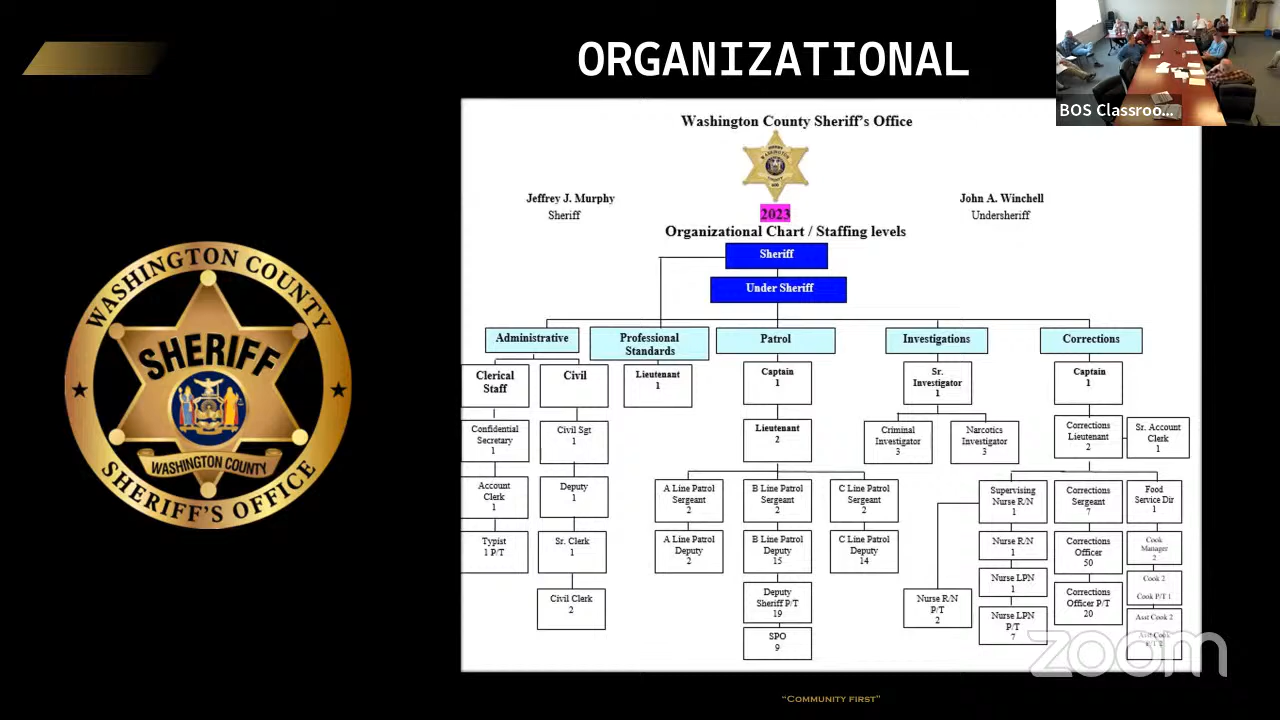 ORGANIZATIONAL
BOS Classroo...
Washington County Sheriff's Office
Jeffrey J. Murphy
Sheriff
John A. Winchell
Undersheriff
2023
Organizational Chart / Staffing levels
Sheriff
Under Sheriff
Administrative
Professional
Standards
Patrol
Investigations
Corrections
Clerical
Staff
Civil
Lieutenant
1
Captain
1
Sr.
Investigator
1
Captain
1
Confidential
Secretary
1
Civil Sgt
1
Lieutenant
2
Criminal
Investigator
3
Narcotics
Investigator
3
Corrections
Lieutenant
2
Sr. Account
Clerk
1
Account
Clerk
1
Deputy
1
A Line Patrol
Sergeant
2
B Line Patrol
Sergeant
2
C Line Patrol
Sergeant
2
Supervising
Nurse R/N
1
Corrections
Sergeant
7
Food
Service Dir
1
Typist
1 P/T
Sr. Clerk
1
A Line Patrol
Deputy
2
B Line Patrol
Deputy
15
C Line Patrol
Deputy
14
Nurse R/N
1
Corrections
Officer
50
Cook
Manager
2
Civil Clerk
2
Deputy
Sheriff P/T
19
Nurse R/N
P/T
2
Nurse LPN
1
Corrections
Officer P/T
20
Cook 2
Cook P/T 1
SPO
9
Nurse LPN
P/T
7
Asst Cook 2
WASHINGTON COUNTY
SHERIFF
WASHINGTON COUNTY
SHERIFF'S OFFICE
zoom
"COMMUNITY FIRST"